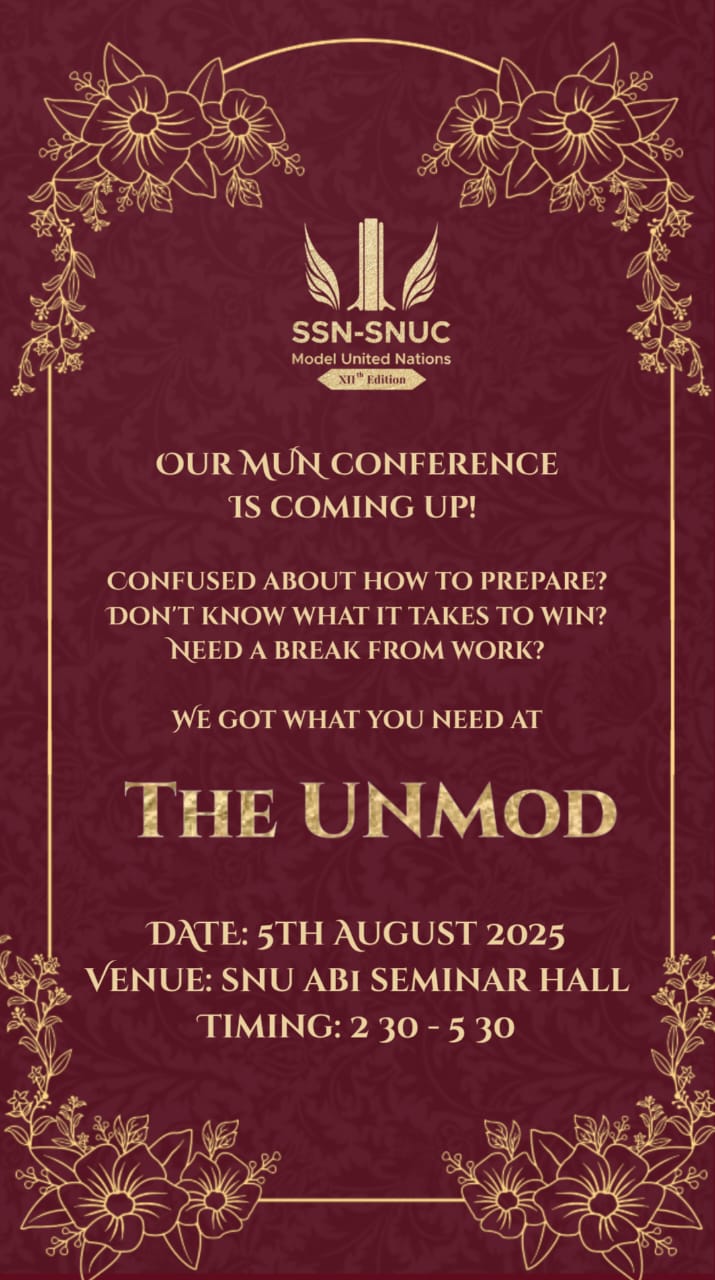 SSN-SNUC
Model United Nations
XIIth Edition
Our MUN Conference
is coming up!
Confused about how to prepare?
Don't know what it takes to win?
Need a break from work?
We got what you need at
The UNMod
Date: 5th August 2025
Venue: SNU AB1 Seminar Hall
Timing: 2 30 - 5 30